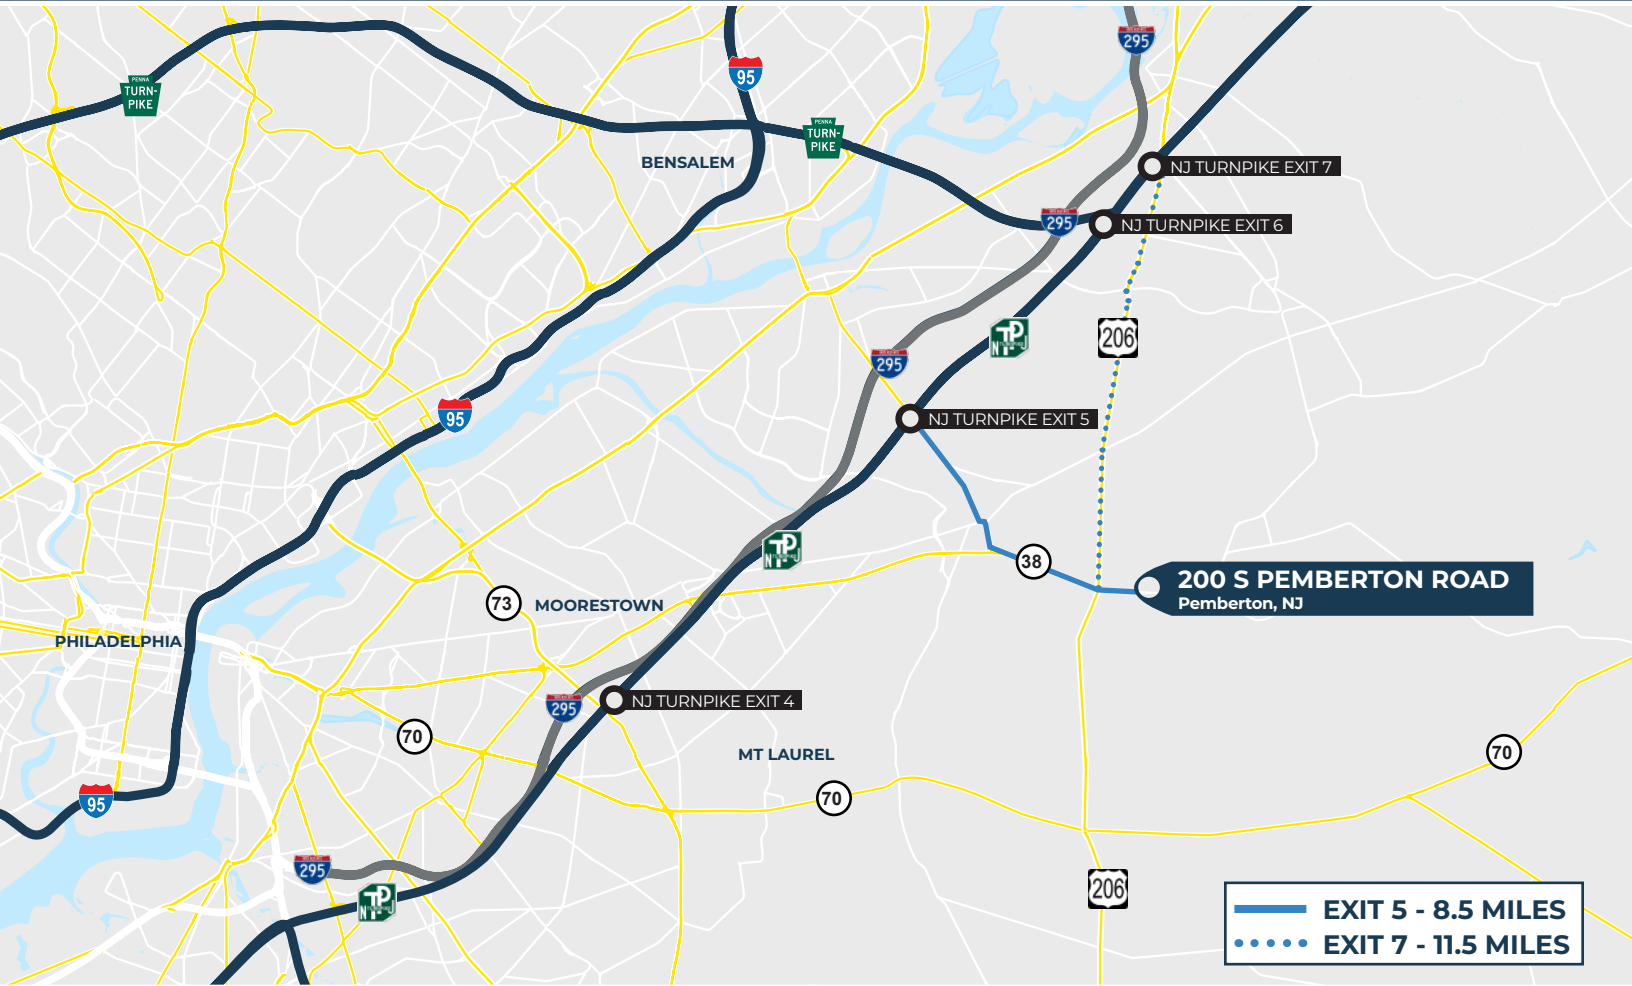 295
95
PENNA
TURN-
PIKE
PENNA
TURN-
PIKE
BENSALEM
NJ TURNPIKE EXIT 7
295
NJ TURNPIKE EXIT 6
206
NJTP
295
95
NJ TURNPIKE EXIT 5
NJTP
38
200 S PEMBERTON ROAD
Pemberton, NJ
73
MOORESTOWN
PHILADELPHIA
295
NJ TURNPIKE EXIT 4
70
MT LAUREL
70
70
95
295
206
NJTP
EXIT 5 - 8.5 MILES
EXIT 7 - 11.5 MILES